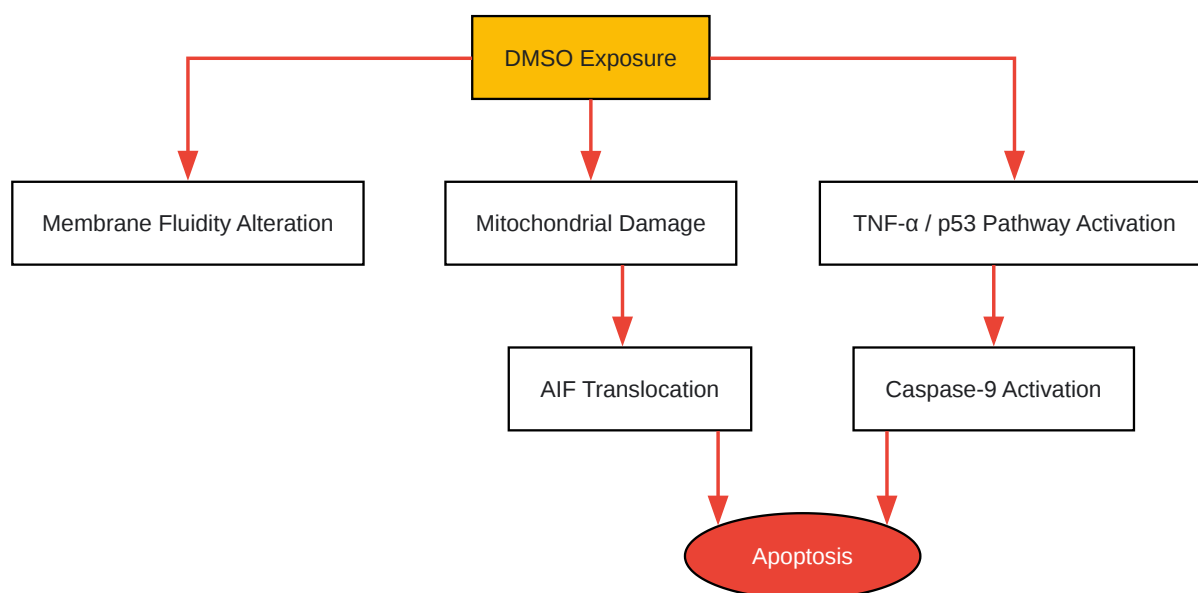 DMSO Exposure
Membrane Fluidity Alteration
Mitochondrial Damage
TNF-α / p53 Pathway Activation
AIF Translocation
Caspase-9 Activation
Apoptosis